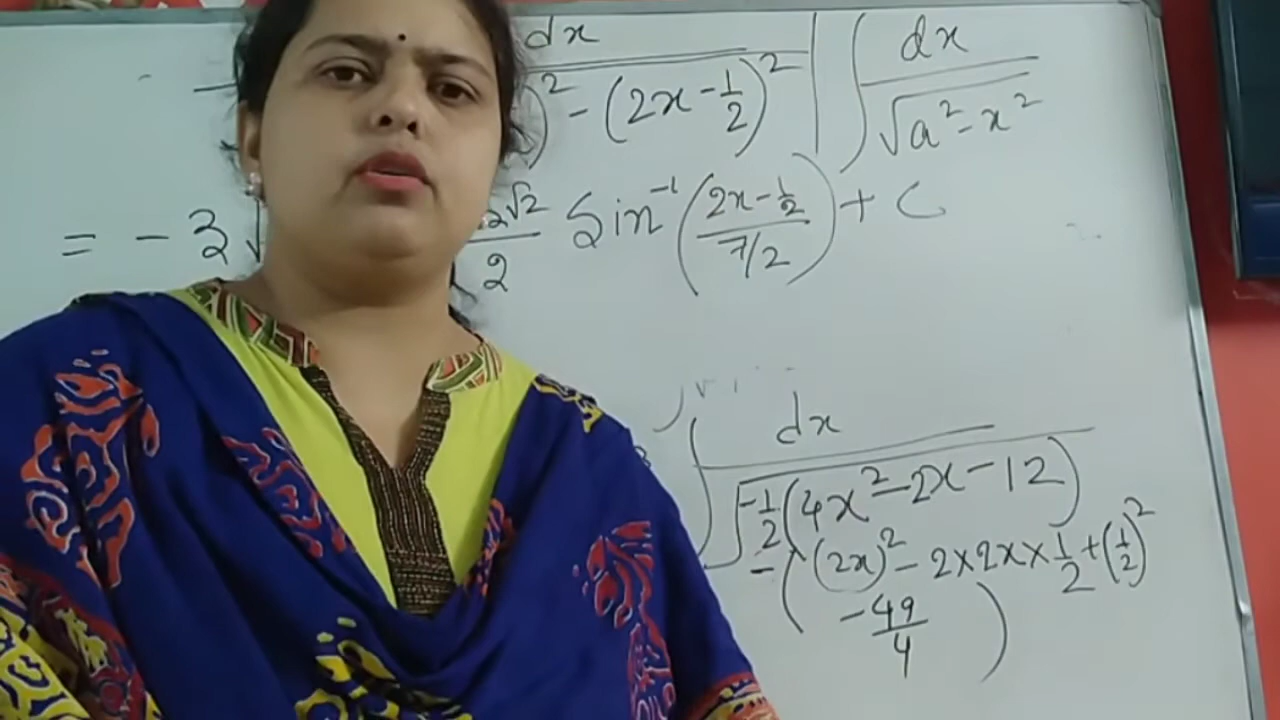 dx
)² - (2x - 1/2)²
∫ dx / √(a² - x²)
= - 3√ 2√2/2 Sin⁻¹((2x - 1/2)/(7/2)) + C
∫ dx / √(-1/2 (4x² - 2x - 12))
- ((2x)² - 2×2x×1/2 + (1/2)²
- 49/4 )